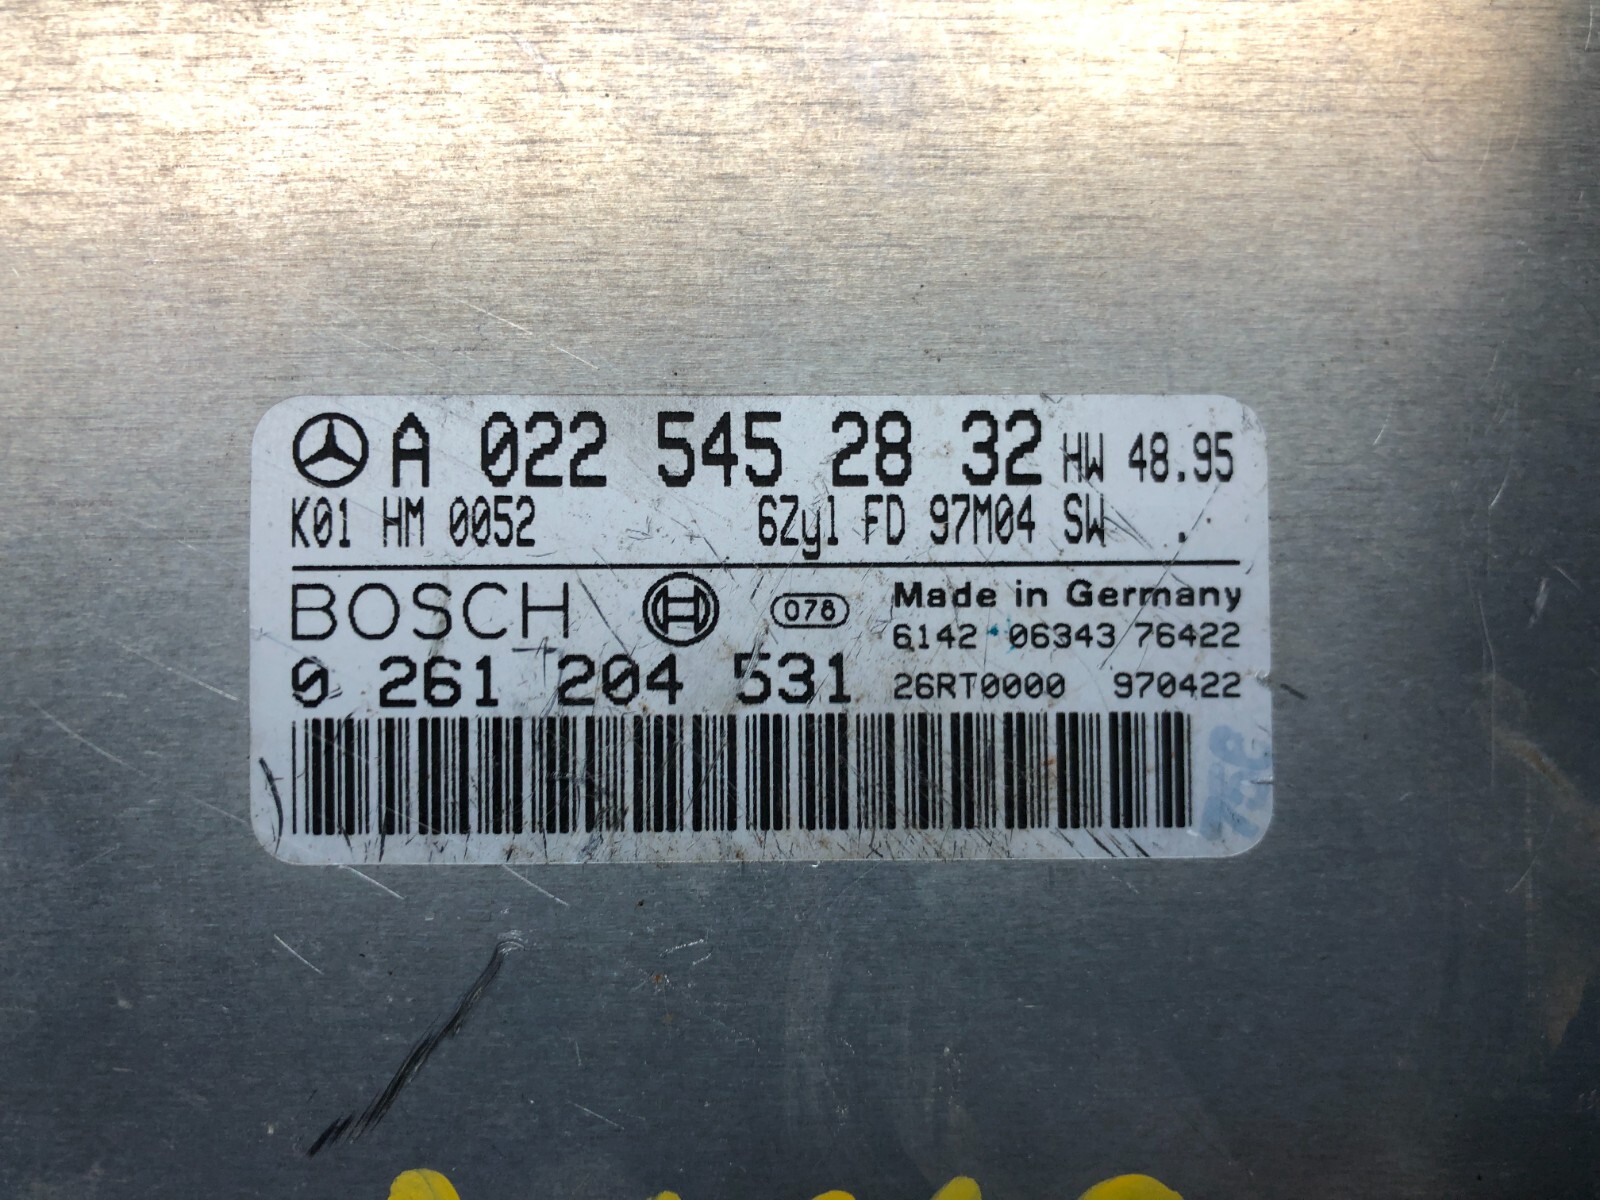 A 022 545 28 32 HW 48.95
K01 HM 0052 6Zyl FD 97M04 SW .
BOSCH 078 Made in Germany
6142 06343 76422
0 261 204 531 26RT0000 970422